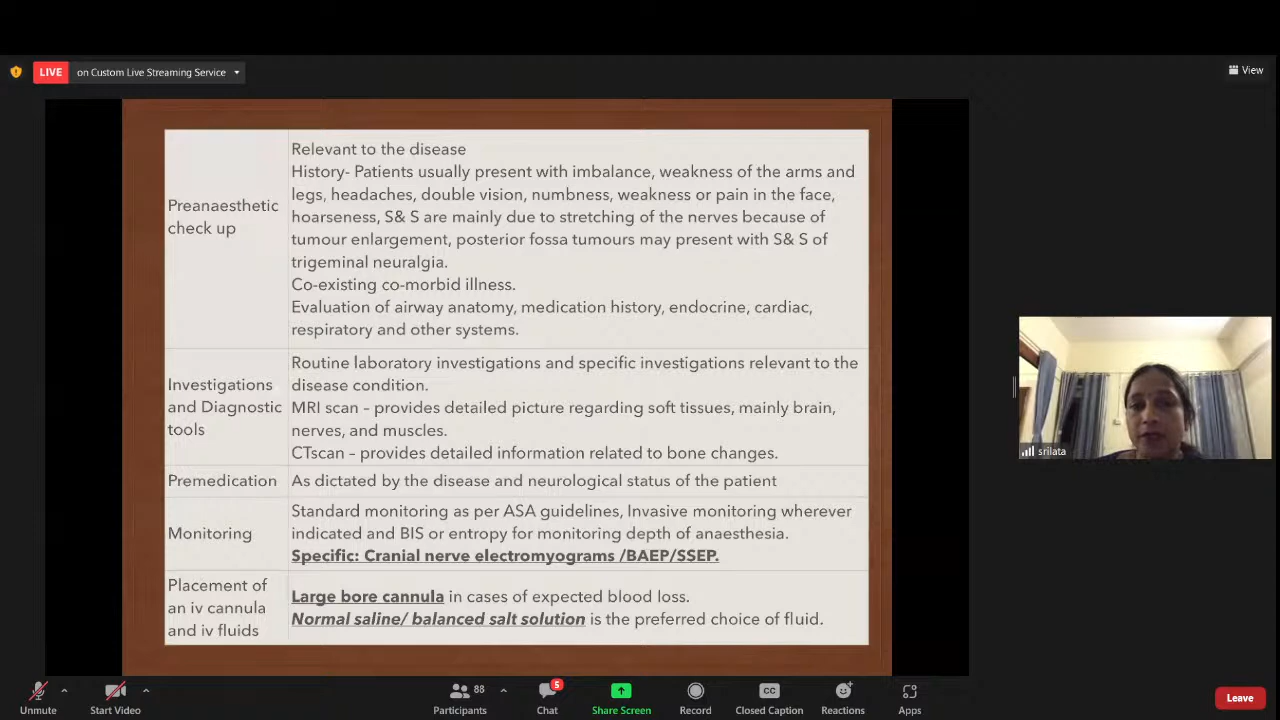 LIVE on Custom Live Streaming Service
View
Preanaesthetic
check up
Relevant to the disease
History- Patients usually present with imbalance, weakness of the arms and
legs, headaches, double vision, numbness, weakness or pain in the face,
hoarseness, S& S are mainly due to stretching of the nerves because of
tumour enlargement, posterior fossa tumours may present with S& S of
trigeminal neuralgia.
Co-existing co-morbid illness.
Evaluation of airway anatomy, medication history, endocrine, cardiac,
respiratory and other systems.
Investigations
and Diagnostic
tools
Routine laboratory investigations and specific investigations relevant to the
disease condition.
MRI scan – provides detailed picture regarding soft tissues, mainly brain,
nerves, and muscles.
CTscan – provides detailed information related to bone changes.
Premedication
As dictated by the disease and neurological status of the patient
Monitoring
Standard monitoring as per ASA guidelines, Invasive monitoring wherever
indicated and BIS or entropy for monitoring depth of anaesthesia.
Specific: Cranial nerve electromyograms /BAEP/SSEP.
Placement of
an iv cannula
and iv fluids
Large bore cannula in cases of expected blood loss.
Normal saline/ balanced salt solution is the preferred choice of fluid.
srilata
88
5
CC
Unmute
Start Video
Participants
Chat
Share Screen
Record
Closed Caption
Reactions
Apps
Leave